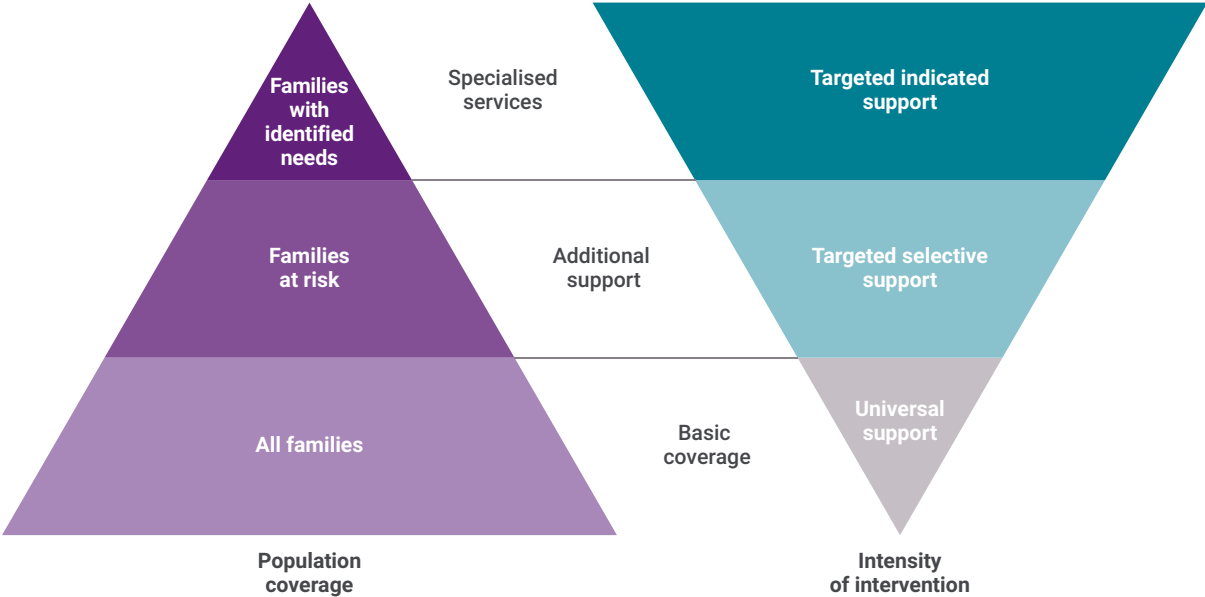 Families
with
identified
needs
Specialised
services
Targeted indicated
support
Families
at risk
Additional
support
Targeted selective
support
All families
Basic
coverage
Universal
support
Population
coverage
Intensity
of intervention